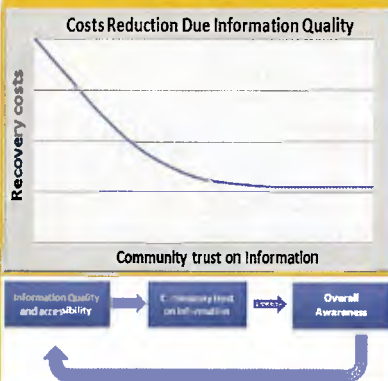 Costs Reduction Due Information Quality
Recovery costs
Community trust on Information
Information Quality
and accessibility
Community trust
on information
Overall
Awareness